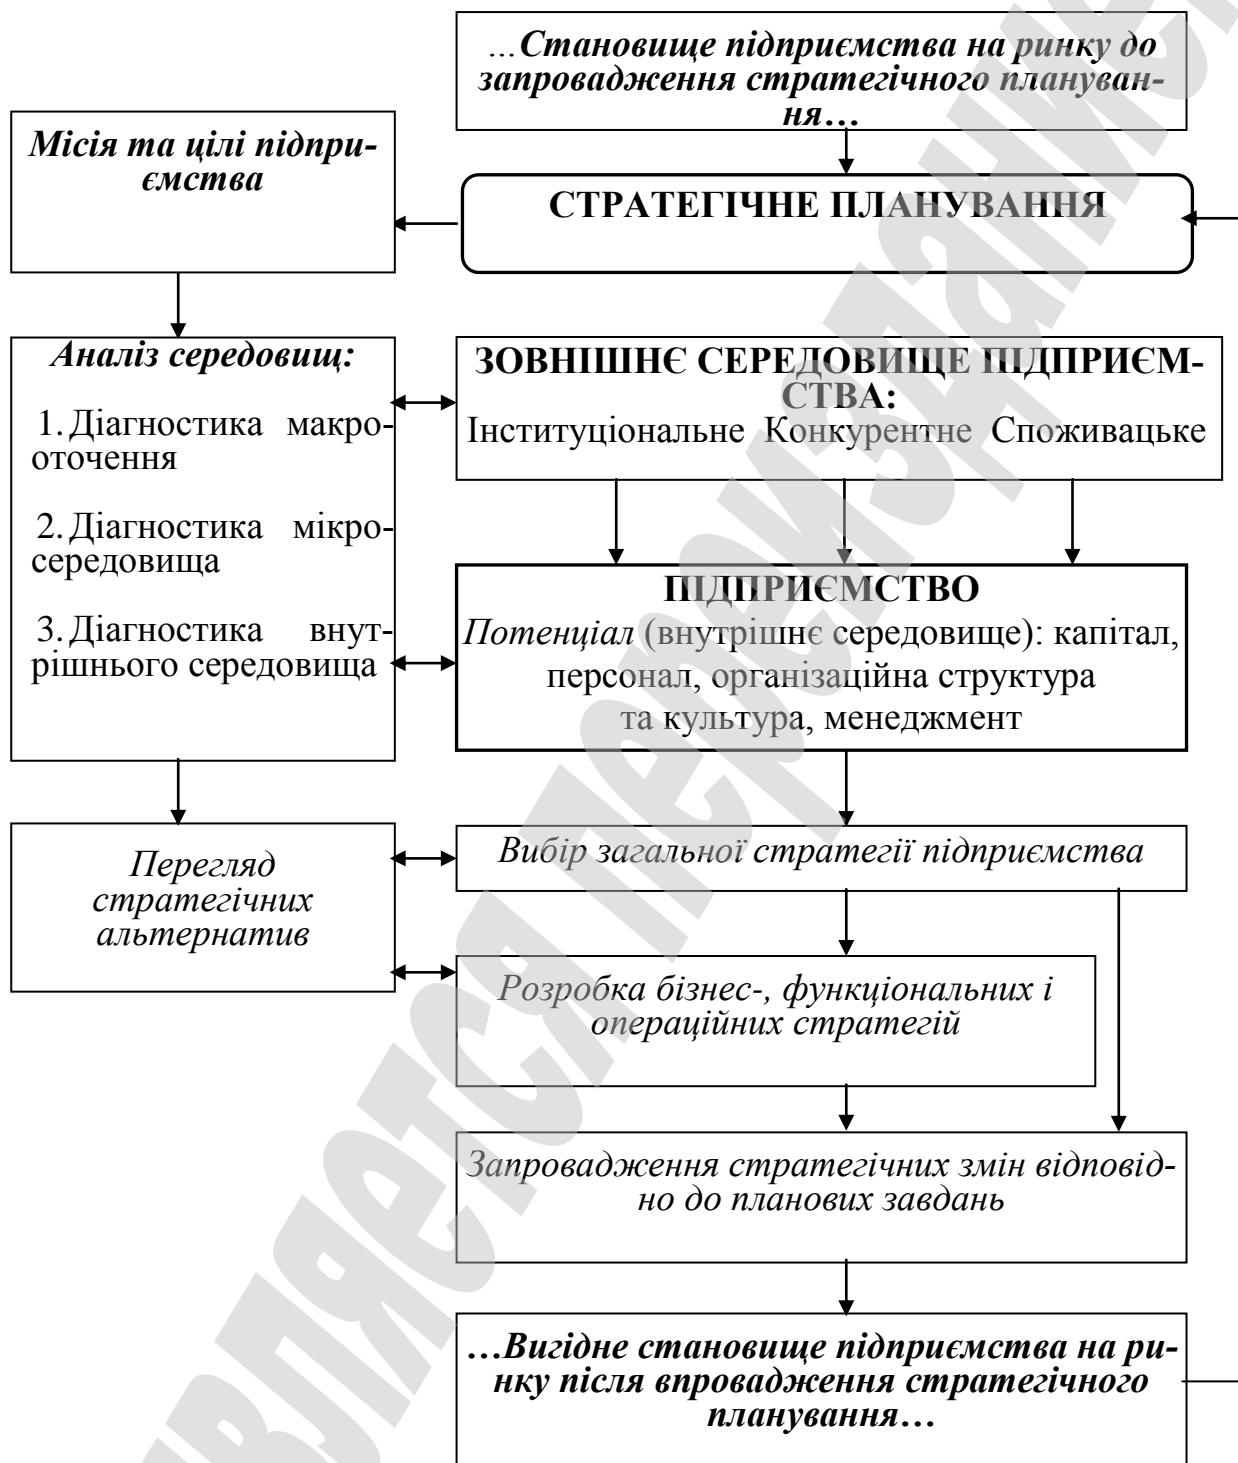 …Становище підприємства на ринку до
запровадження стратегічного плануван-
ня…
Місія та цілі підпри-
ємства
СТРАТЕГІЧНЕ ПЛАНУВАННЯ
Аналіз середовищ:
1. Діагностика макро-
оточення
2. Діагностика мікро-
середовища
3. Діагностика внут-
рішнього середовища
ЗОВНІШНЄ СЕРЕДОВИЩЕ ПІДПРИЄМ-
СТВА:
Інституціональне Конкурентне Споживацьке
ПІДПРИЄМСТВО
Потенціал (внутрішнє середовище): капітал,
персонал, організаційна структура
та культура, менеджмент
Перегляд
стратегічних
альтернатив
Вибір загальної стратегії підприємства
Розробка бізнес-, функціональних і
операційних стратегій
Запровадження стратегічних змін відповід-
но до планових завдань
…Вигідне становище підприємства на ри-
нку після впровадження стратегічного
планування…
вляется переиздание